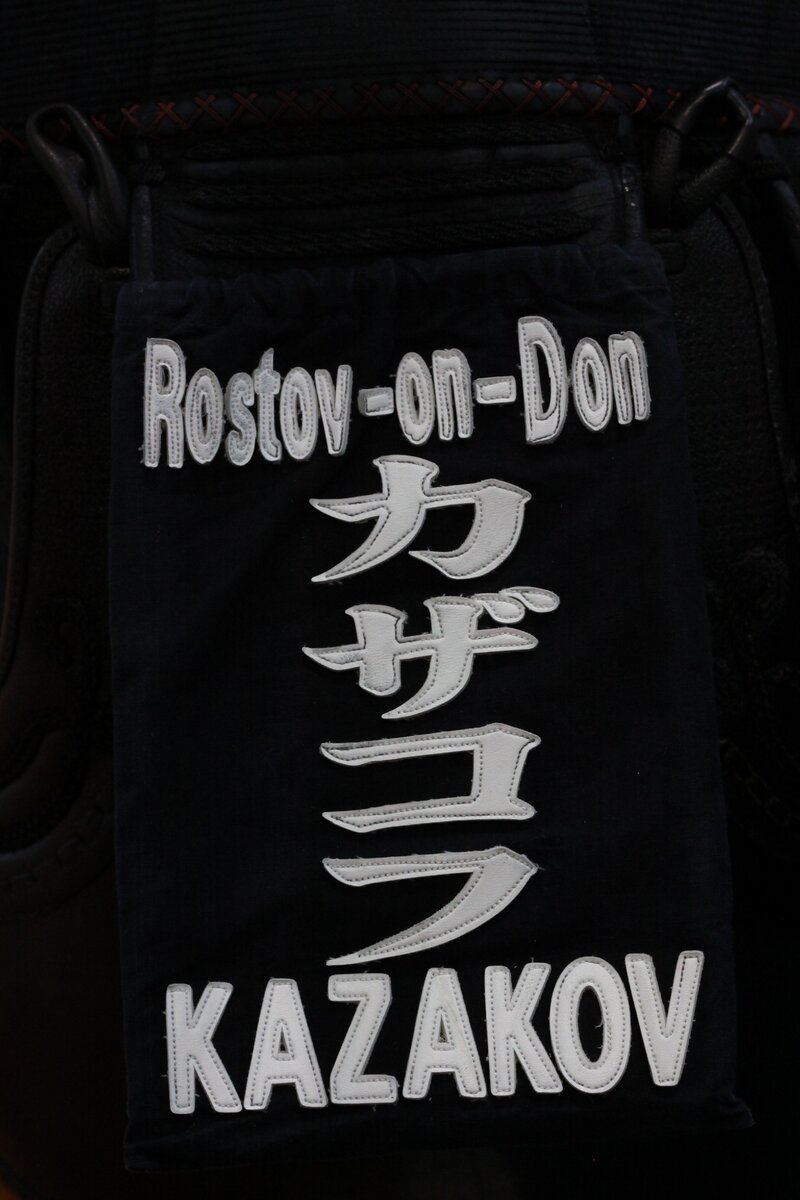 Rostov-on-Don
カザコフ
KAZAKOV